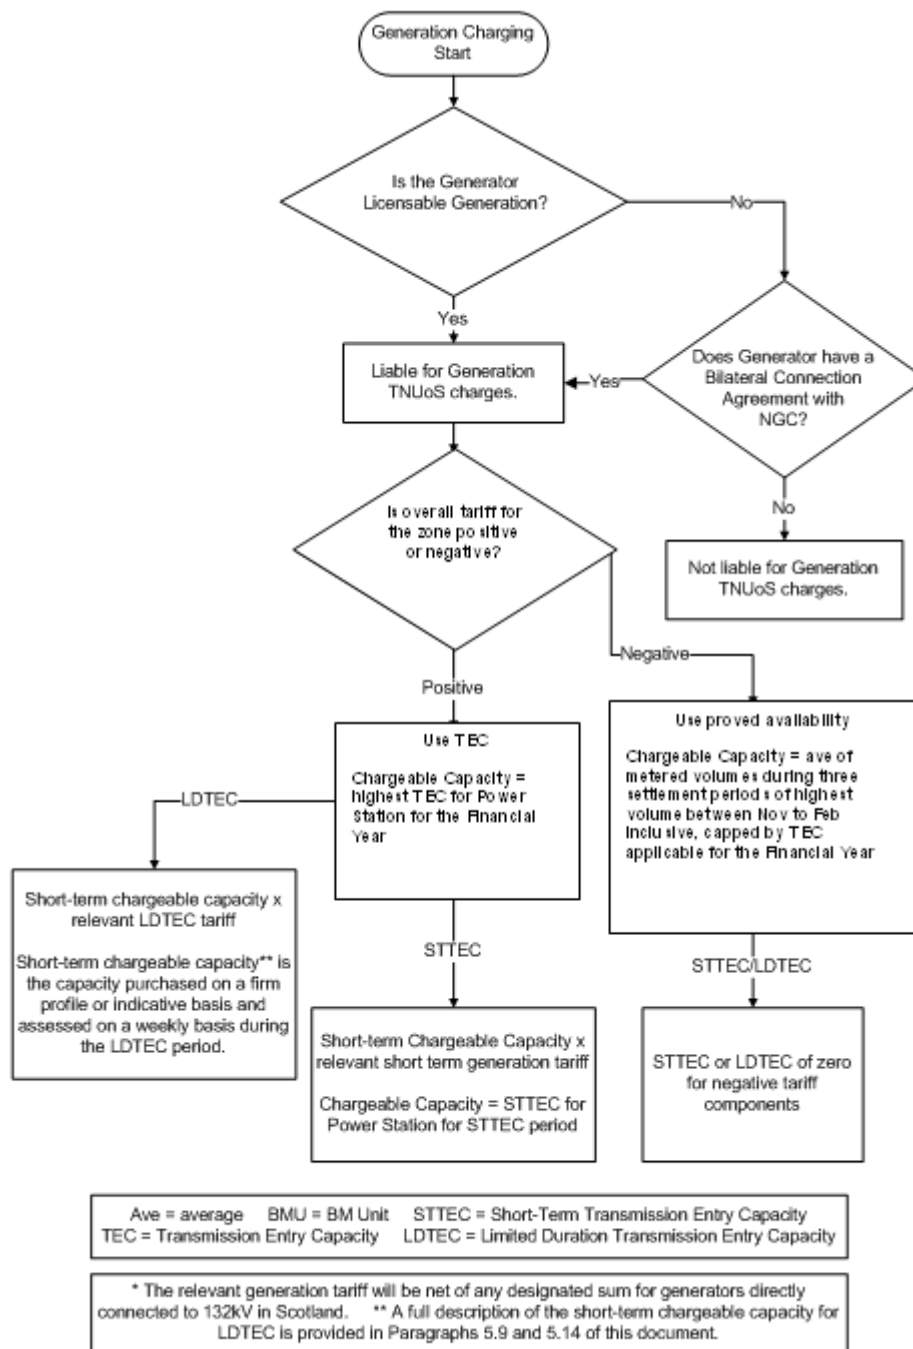 Generation Charging
Start
Is the Generator
Licensable Generation?
No
Yes
Does Generator have a
Bilateral Connection
Agreement with
NGC?
Yes
Liable for Generation
TNUoS charges.
No
Not liable for Generation
TNUoS charges.
Is overall tariff for
the zone positive
or negative?
Negative
Positive
Use TEC
Chargeable Capacity =
highest TEC for Power
Station for the Financial
Year
Use proved availability
Chargeable Capacity = ave of
metered volumes during three
settlement periods of highest
volume between Nov to Feb
inclusive, capped by TEC
applicable for the Financial Year
LDTEC
Short-term chargeable capacity x
relevant LDTEC tariff
Short-term chargeable capacity** is
the capacity purchased on a firm
profile or indicative basis and
assessed on a weekly basis during
the LDTEC period.
STTEC
Short-term Chargeable Capacity x
relevant short term generation tariff
Chargeable Capacity = STTEC for
Power Station for STTEC period
STTEC/LDTEC
STTEC or LDTEC of zero
for negative tariff
components
Ave = average BMU = BM Unit STTEC = Short-Term Transmission Entry Capacity
TEC = Transmission Entry Capacity LDTEC = Limited Duration Transmission Entry Capacity
* The relevant generation tariff will be net of any designated sum for generators directly
connected to 132kV in Scotland. ** A full description of the short-term chargeable capacity for
LDTEC is provided in Paragraphs 5.9 and 5.14 of this document.